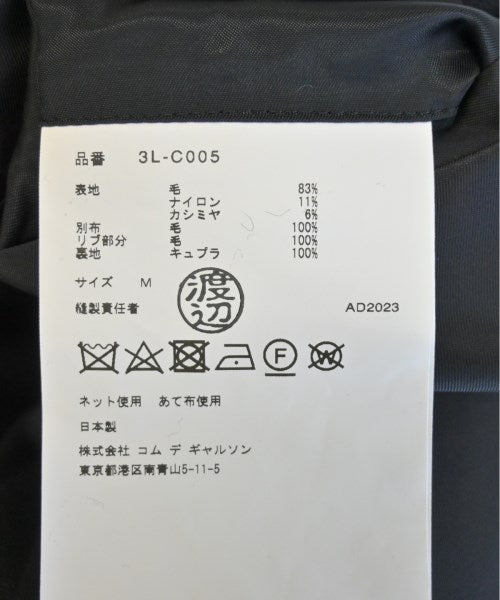 品番 3L-C005
表地 毛 83%
ナイロン 11%
カシミヤ 6%
別布 毛 100%
リブ部分 毛 100%
裏地 キュプラ 100%
サイズ M
縫製責任者 渡辺 AD2023
F W
ネット使用 あて布使用
日本製
株式会社 コム デ ギャルソン
東京都港区南青山5-11-5